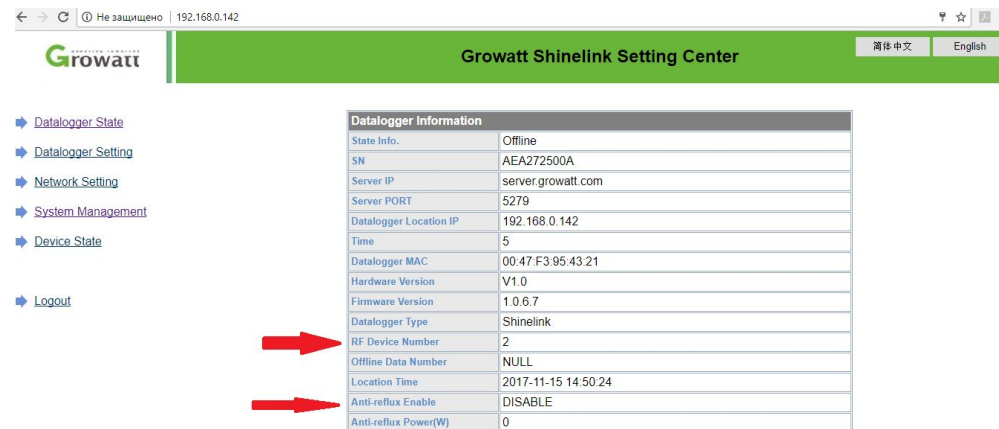 Не защищено 192.168.0.142
Growatt
Growatt Shinelink Setting Center
简体中文 English
Datalogger State
Datalogger Setting
Network Setting
System Management
Device State
Logout
Datalogger Information
State Info. Offline
SN AEA272500A
Server IP server.growatt.com
Server PORT 5279
Datalogger Location IP 192.168.0.142
Time 5
Datalogger MAC 00:47:F3:95:43:21
Hardware Version V1.0
Firmware Version 1.0.6.7
Datalogger Type Shinelink
RF Device Number 2
Offline Data Number NULL
Location Time 2017-11-15 14:50:24
Anti-reflux Enable DISABLE
Anti-reflux Power(W) 0